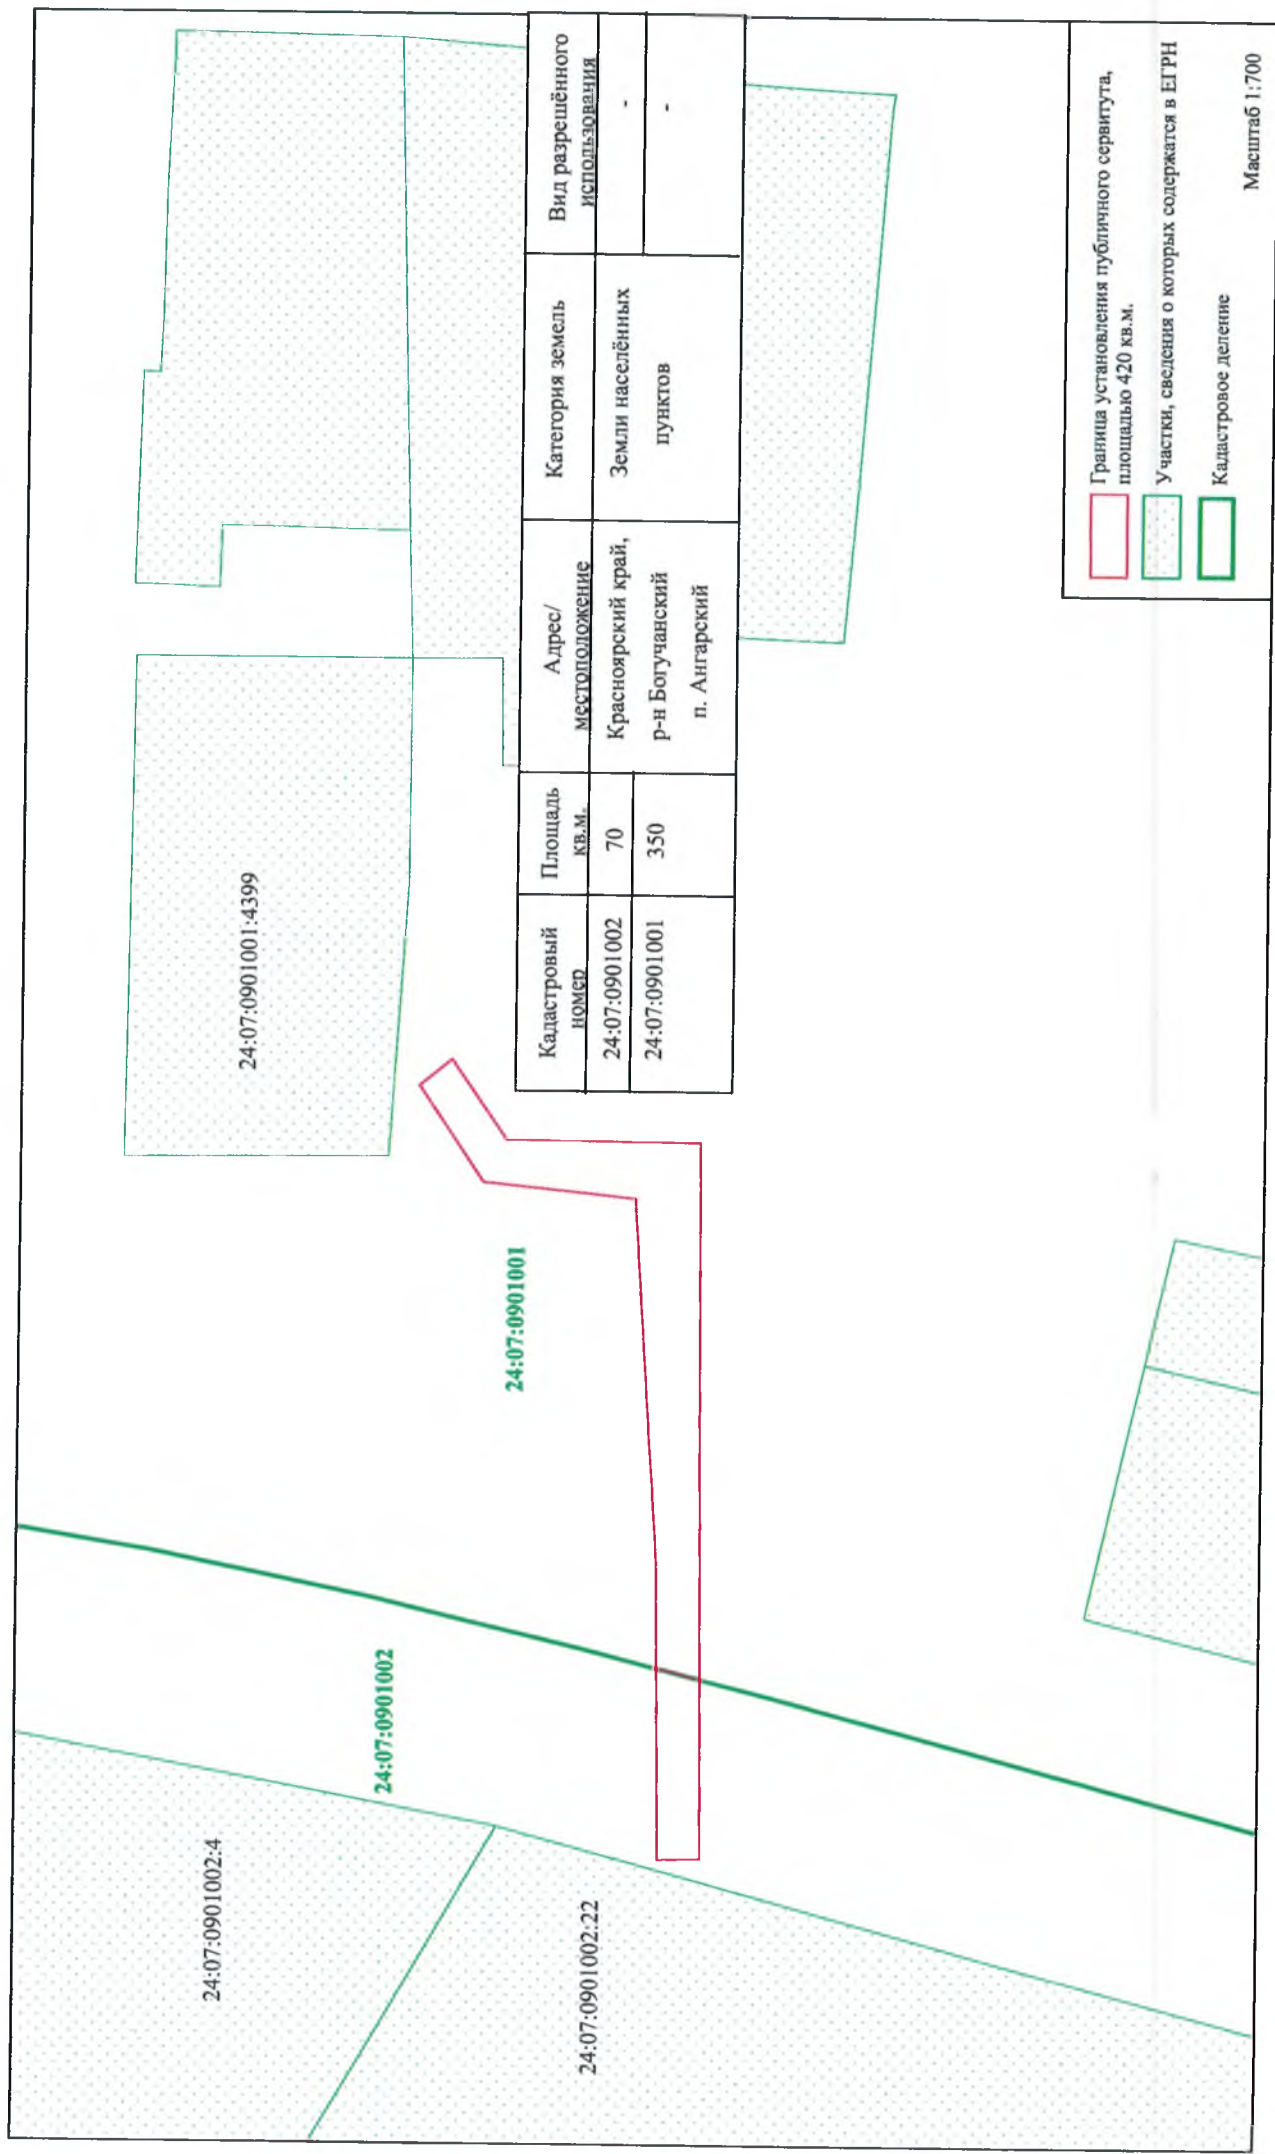 24:07:0901002:4
24:07:0901002:22
24:07:0901002
24:07:0901001
24:07:0901001:4399
Кадастровый номер
Площадь кв.м.
Адрес/ местоположение
Категория земель
Вид разрешённого использования
24:07:0901002
70
Красноярский край,
Земли населённых
-
24:07:0901001
350
р-н Богучанский
пунктов
-
п. Ангарский
Граница установления публичного сервитута,
площадью 420 кв.м.
Участки, сведения о которых содержатся в ЕГРН
Кадастровое деление
Масштаб 1:700